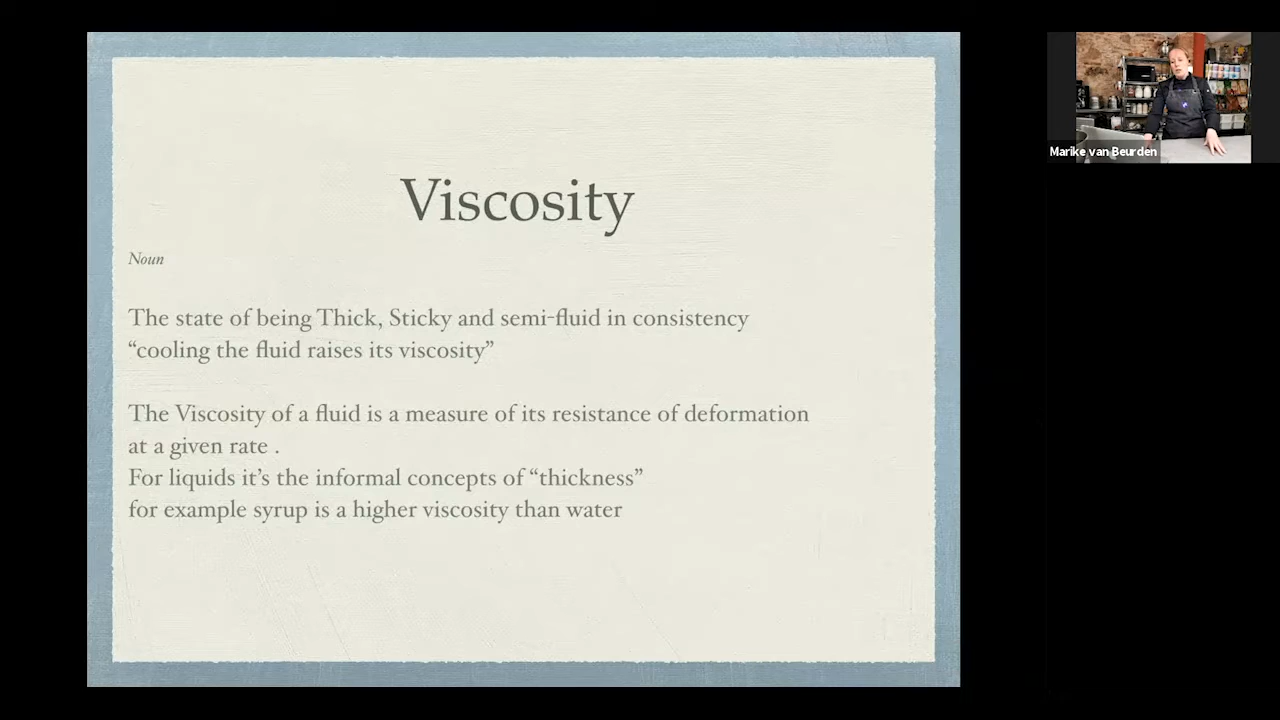 Viscosity
Noun
The state of being Thick, Sticky and semi-fluid in consistency
“cooling the fluid raises its viscosity”
The Viscosity of a fluid is a measure of its resistance of deformation
at a given rate .
For liquids it’s the informal concepts of “thickness”
for example syrup is a higher viscosity than water
Marike van Beurden